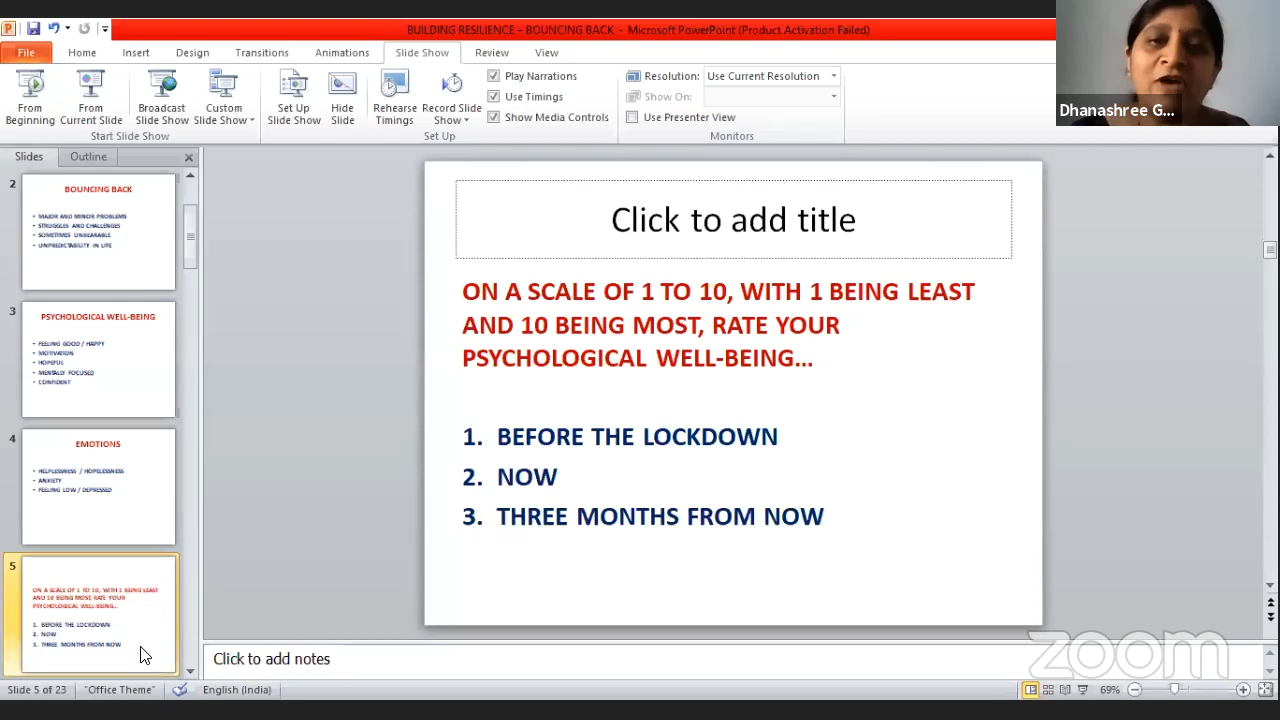 BUILDING RESILIENCE – BOUNCING BACK - Microsoft PowerPoint (Product Activation Failed)
File Home Insert Design Transitions Animations Slide Show Review View
From Beginning
From Current Slide
Broadcast Slide Show
Custom Slide Show
Set Up Slide Show
Hide Slide
Rehearse Timings
Record Slide Show
Play Narrations
Use Timings
Show Media Controls
Resolution: Use Current Resolution
Show On:
Use Presenter View
Start Slide Show
Set Up
Monitors
Dhanashree G...
Slides Outline
2
BOUNCING BACK
• MAJOR AND MINOR PROBLEMS
• STRUGGLES AND CHALLENGES
• SOMETIMES UNBEARABLE
• UNPREDICTABILITY IN LIFE
3
PSYCHOLOGICAL WELL-BEING
• FEELING GOOD / HAPPY
• MOTIVATION
• HOPEFUL
• MENTALLY FOCUSED
• CONFIDENT
4
EMOTIONS
• HELPLESSNESS / HOPELESSNESS
• ANXIETY
• FEELING LOW / DEPRESSED
5
ON A SCALE OF 1 TO 10, WITH 1 BEING LEAST
AND 10 BEING MOST, RATE YOUR
PSYCHOLOGICAL WELL-BEING...
1. BEFORE THE LOCKDOWN
2. NOW
3. THREE MONTHS FROM NOW
Click to add title
ON A SCALE OF 1 TO 10, WITH 1 BEING LEAST
AND 10 BEING MOST, RATE YOUR
PSYCHOLOGICAL WELL-BEING...
1. BEFORE THE LOCKDOWN
2. NOW
3. THREE MONTHS FROM NOW
Click to add notes
zoom
Slide 5 of 23 "Office Theme" English (India) 69%